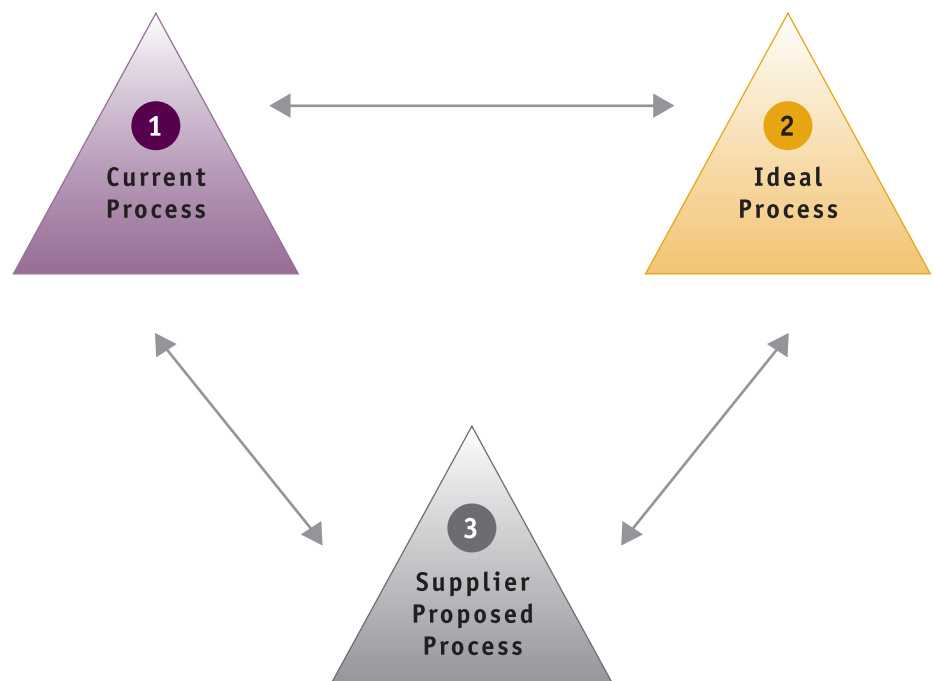 1
Current
Process
2
Ideal
Process
3
Supplier
Proposed
Process